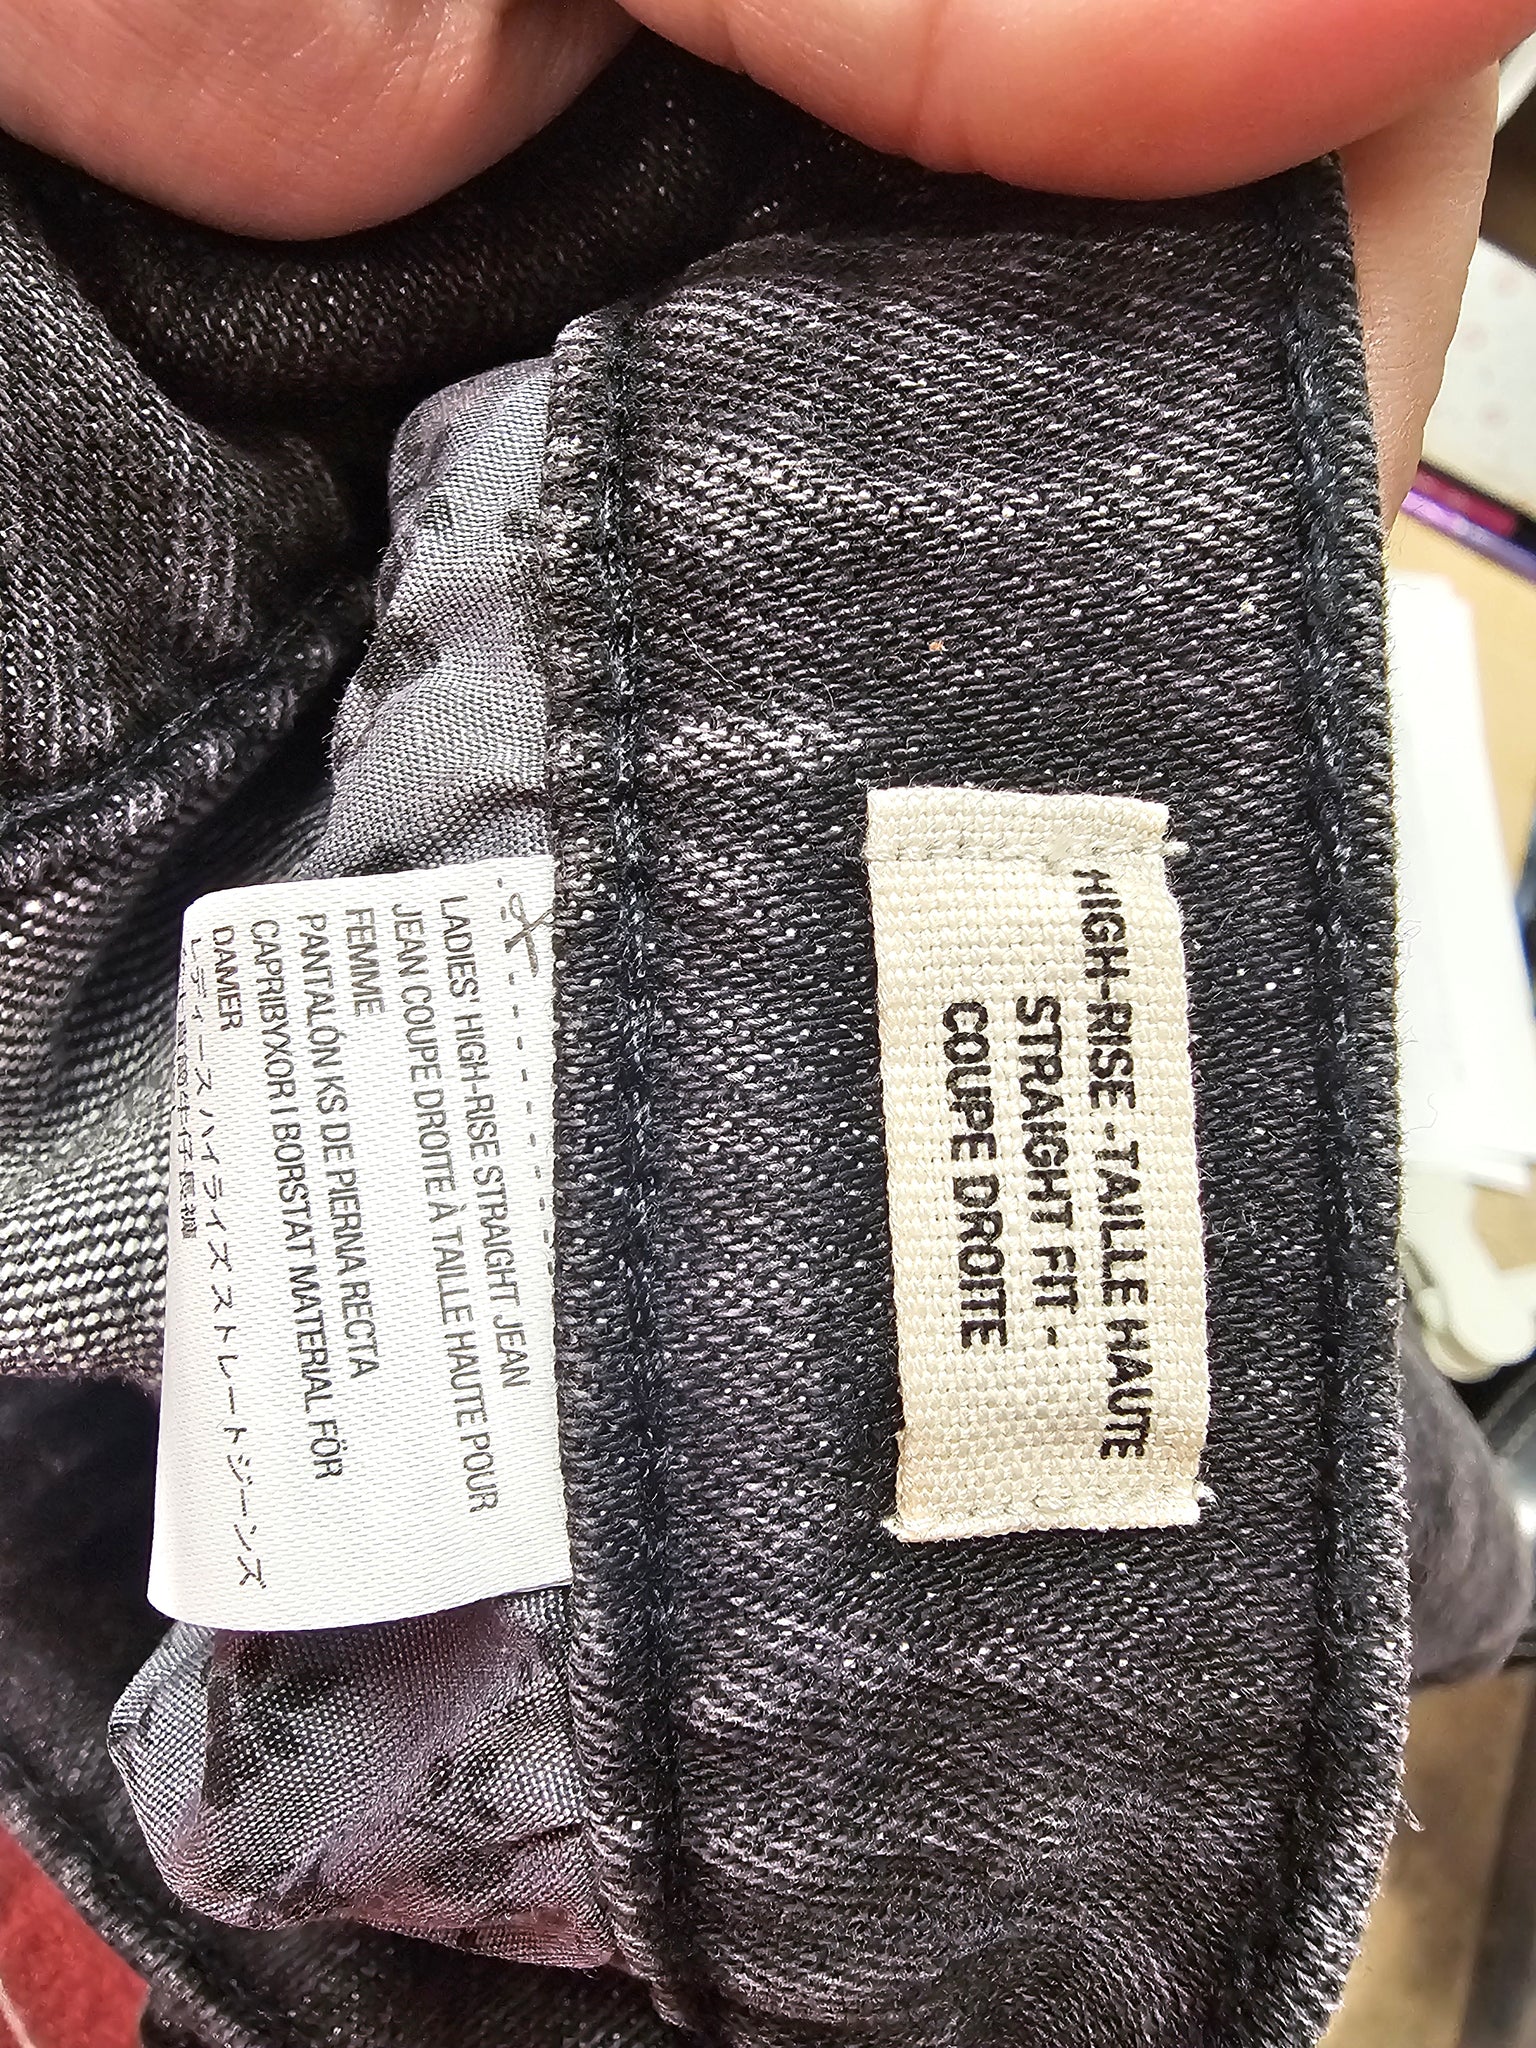 HIGH-RISE -TAILLE HAUTE
STRAIGHT FIT -
COUPE DROITE
LADIES' HIGH-RISE STRAIGHT JEAN
JEAN COUPE DROITE À TAILLE HAUTE POUR
FEMME
PANTALÓN KS DE PIERNA RECTA
CAPRIBYXOR I BORSTAT MATERIAL FÖR
DAMER
レディースハイライズストレートジーンズ